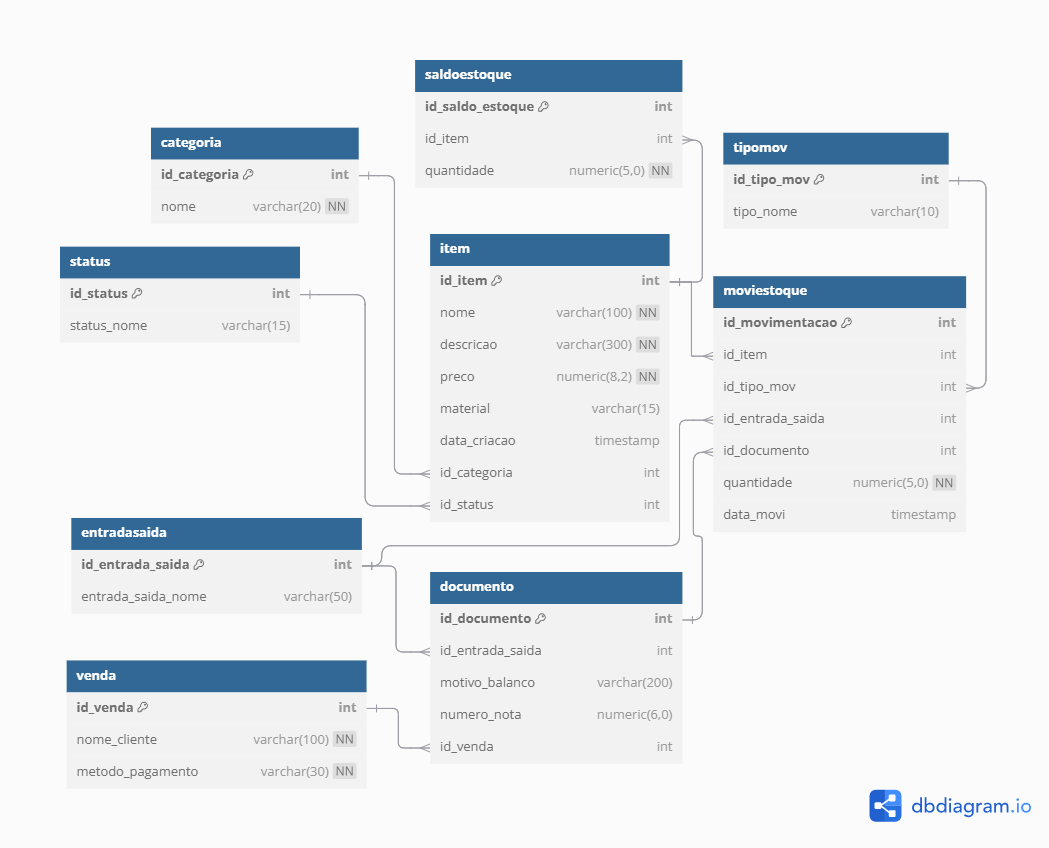 saldoestoque
id_saldo_estoque int
id_item int
quantidade numeric(5,0) NN
categoria
id_categoria int
nome varchar(20) NN
tipomov
id_tipo_mov int
tipo_nome varchar(10)
status
id_status int
status_nome varchar(15)
item
id_item int
nome varchar(100) NN
descricao varchar(300) NN
preco numeric(8,2) NN
material varchar(15)
data_criacao timestamp
id_categoria int
id_status int
moviestoque
id_movimentacao int
id_item int
id_tipo_mov int
id_entrada_saida int
id_documento int
quantidade numeric(5,0) NN
data_movi timestamp
entradasaida
id_entrada_saida int
entrada_saida_nome varchar(50)
documento
id_documento int
id_entrada_saida int
motivo_balanco varchar(200)
numero_nota numeric(6,0)
id_venda int
venda
id_venda int
nome_cliente varchar(100) NN
metodo_pagamento varchar(30) NN
dbdiagram.io